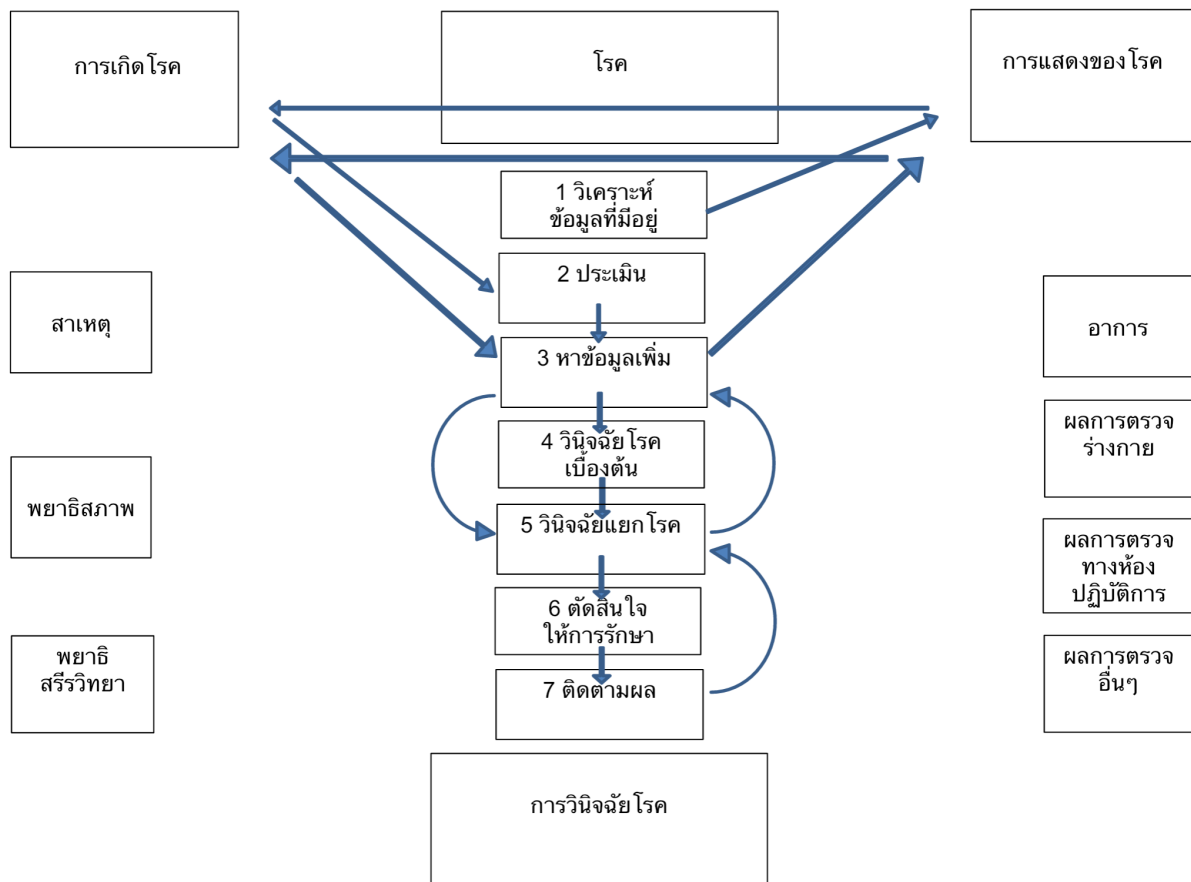 การเกิดโรค
โรค
การแสดงของโรค
1 วิเคราะห์
ข้อมูลที่มีอยู่
2 ประเมิน
สาเหตุ
อาการ
3 หาข้อมูลเพิ่ม
ผลการตรวจ
ร่างกาย
4 วินิจฉัยโรค
เบื้องต้น
พยาธิสภาพ
5 วินิจฉัยแยกโรค
ผลการตรวจ
ทางห้อง
ปฏิบัติการ
6 ตัดสินใจ
ให้การรักษา
พยาธิ
สรีรวิทยา
ผลการตรวจ
อื่นๆ
7 ติดตามผล
การวินิจฉัยโรค